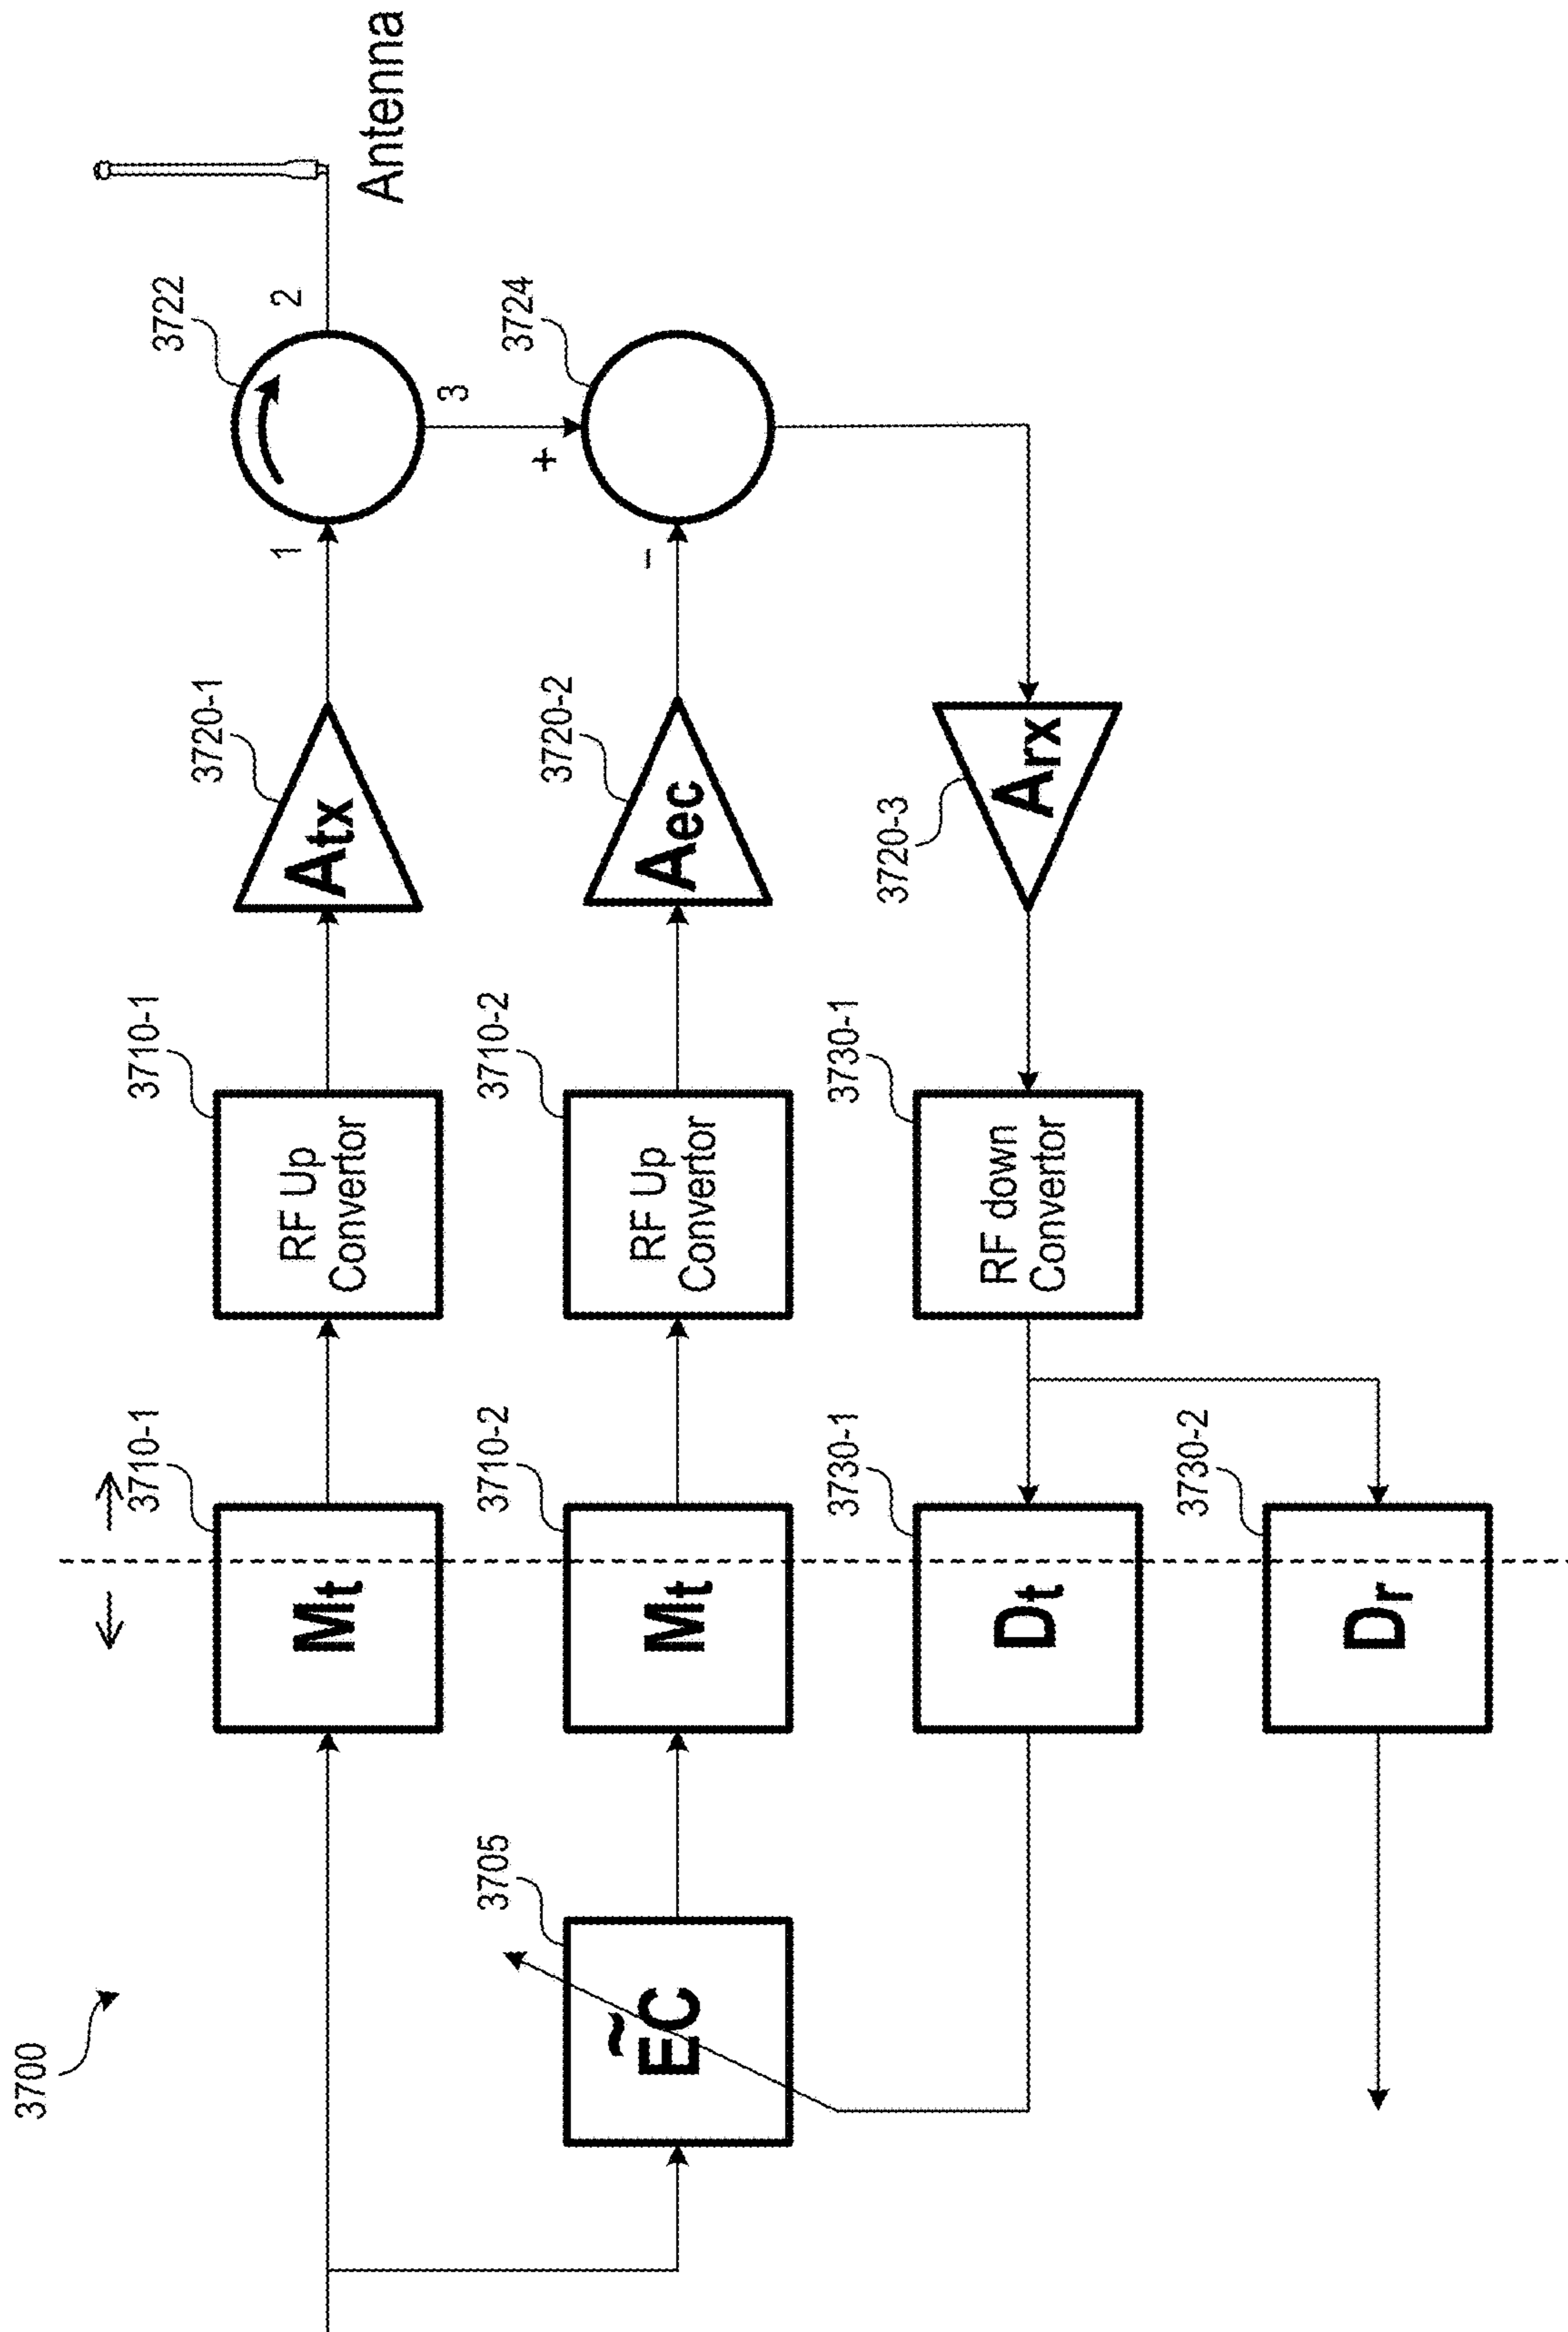 3700
3710-1
Mt
3710-1
RF Up
Convertor
3720-1
Atx
3722
1
2
3
Antenna
3705
ẼC
3710-2
Mt
3710-2
RF Up
Convertor
3720-2
Aec
3724
+
-
3730-1
Dt
3730-1
RF down
Convertor
3720-3
Arx
3730-2
Dr